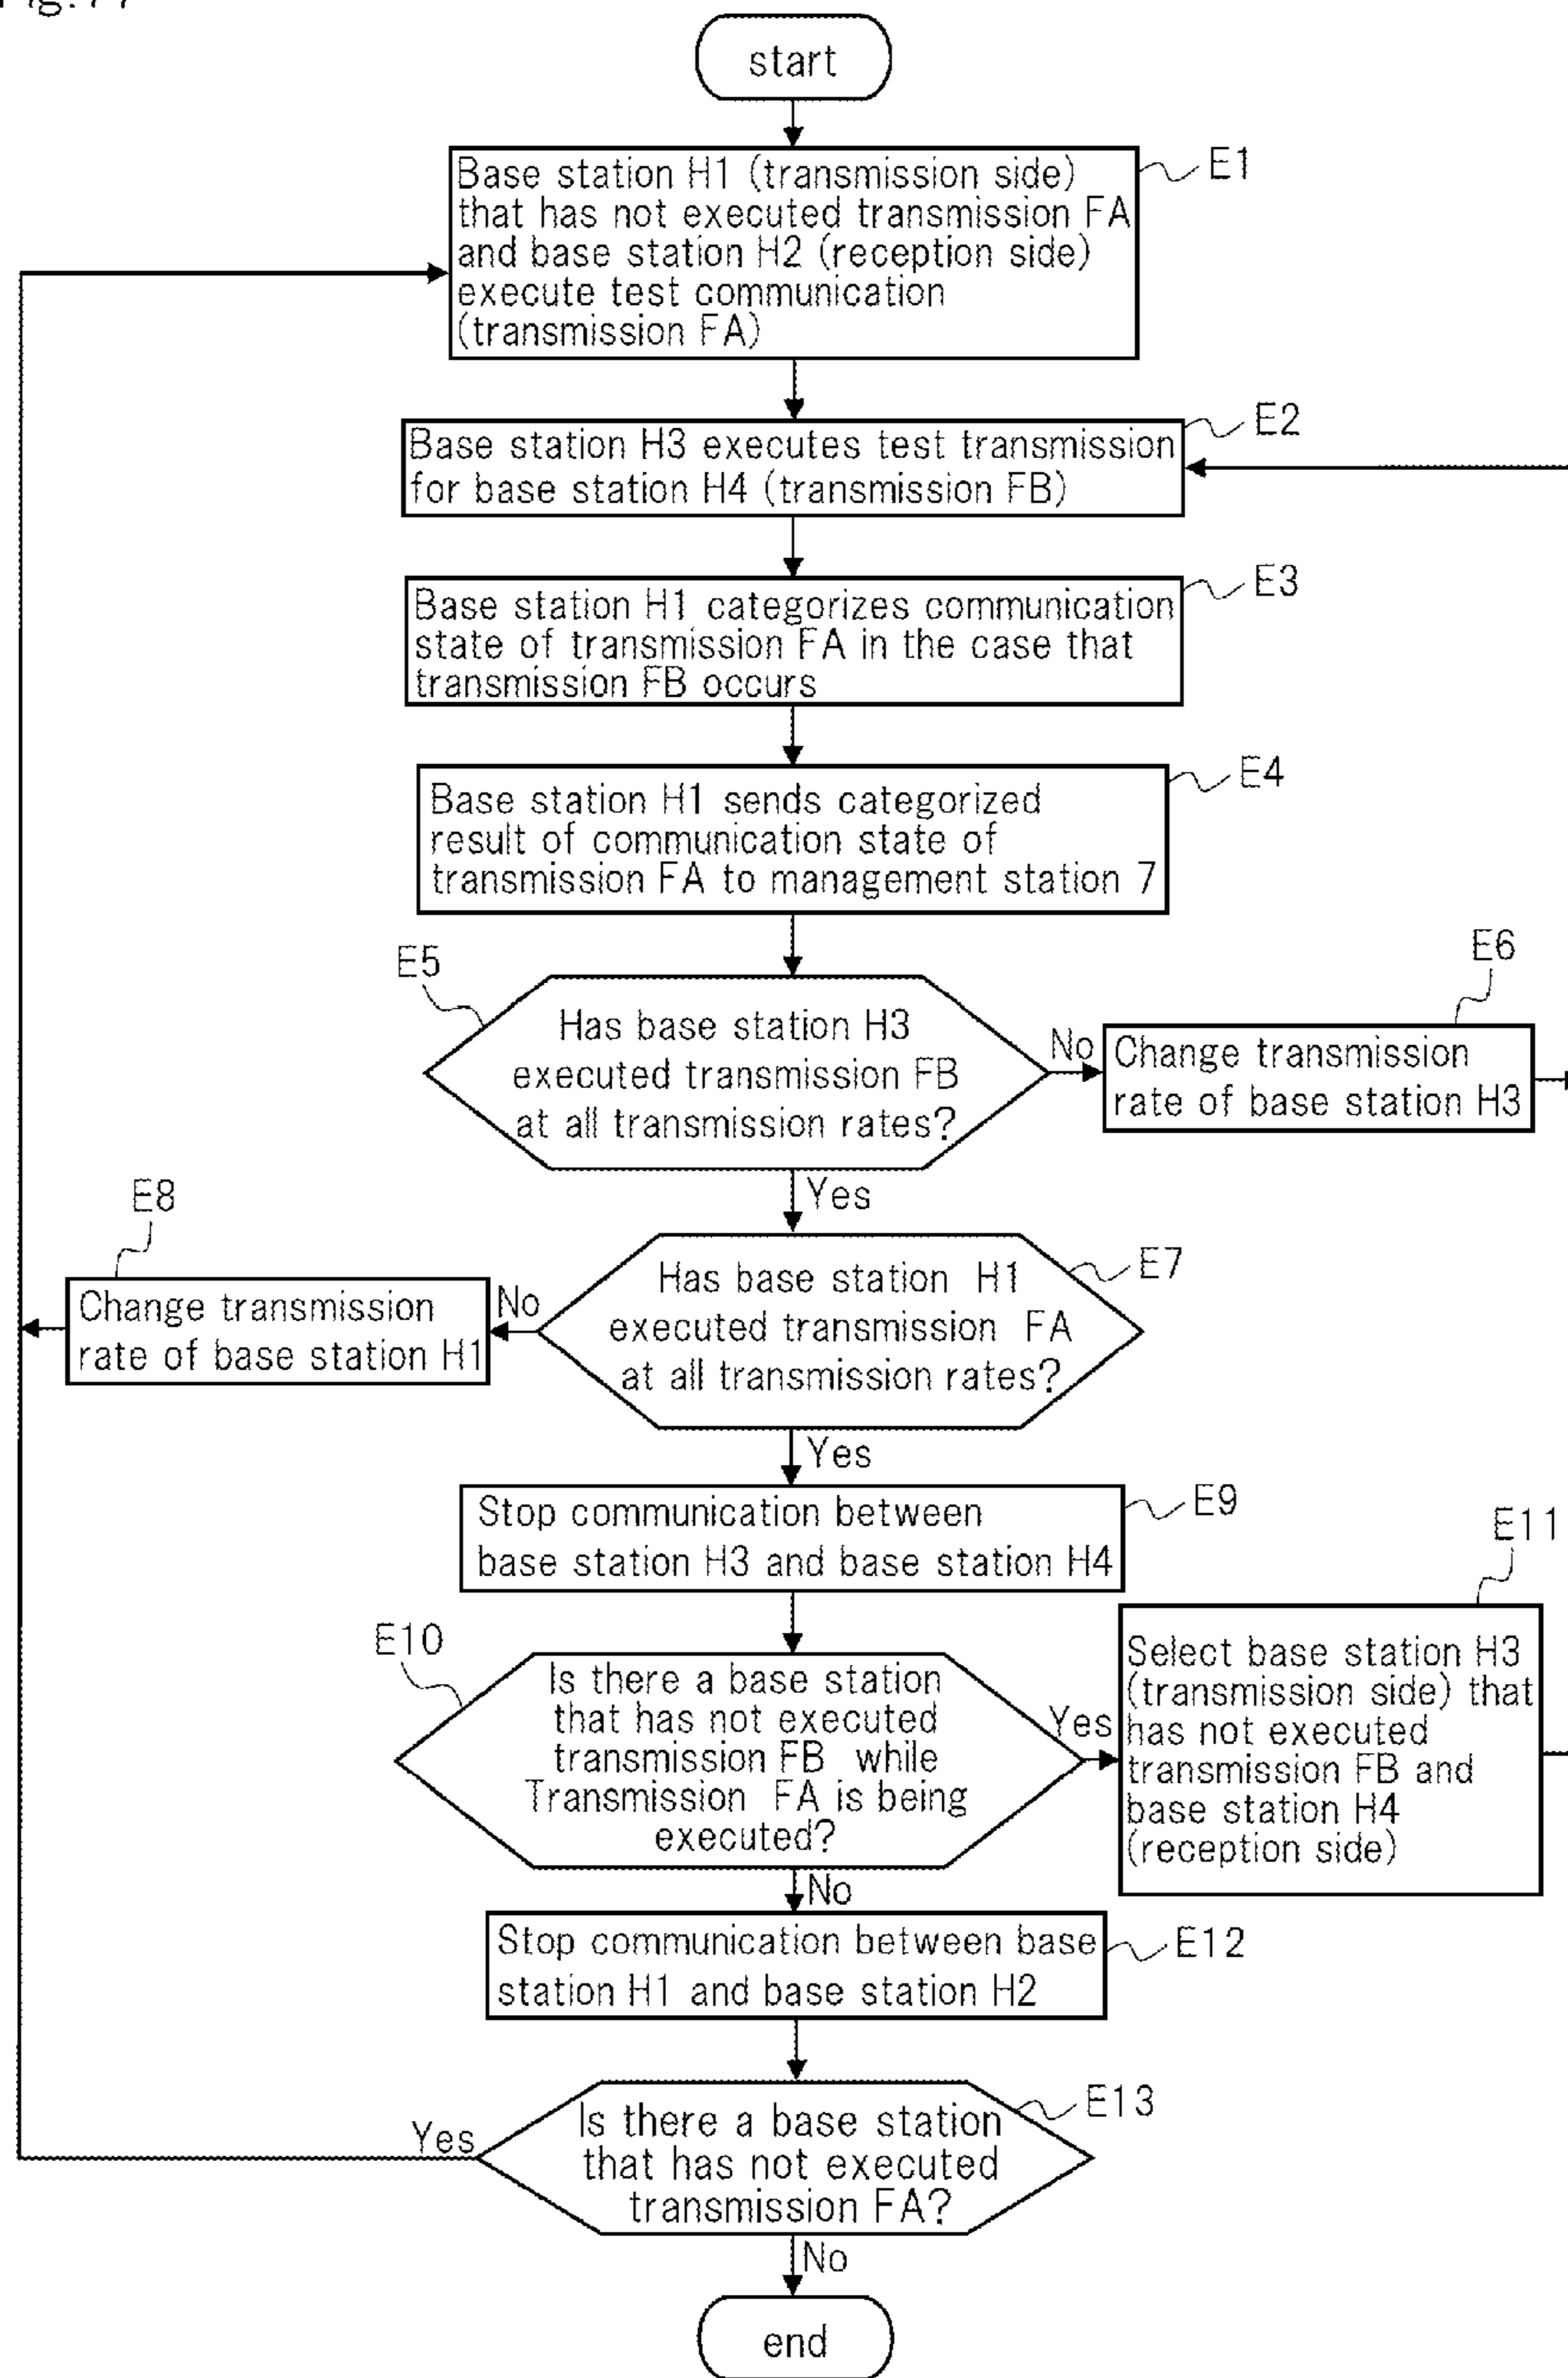 start
E1
Base station H1 (transmission side)
that has not executed transmission FA
and base station H2 (reception side)
execute test communication
(transmission FA)
E2
Base station H3 executes test transmission
for base station H4 (transmission FB)
E3
Base station H1 categorizes communication
state of transmission FA in the case that
transmission FB occurs
E4
Base station H1 sends categorized
result of communication state of
transmission FA to management station 7
E5
Has base station H3
executed transmission FB
at all transmission rates?
No
E6
Change transmission
rate of base station H3
Yes
E7
Has base station H1
executed transmission FA
at all transmission rates?
No
E8
Change transmission
rate of base station H1
Yes
E9
Stop communication between
base station H3 and base station H4
E10
Is there a base station
that has not executed
transmission FB while
Transmission FA is being
executed?
Yes
E11
Select base station H3
(transmission side) that
has not executed
transmission FB and
base station H4
(reception side)
No
E12
Stop communication between base
station H1 and base station H2
E13
Is there a base station
that has not executed
transmission FA?
Yes
No
end